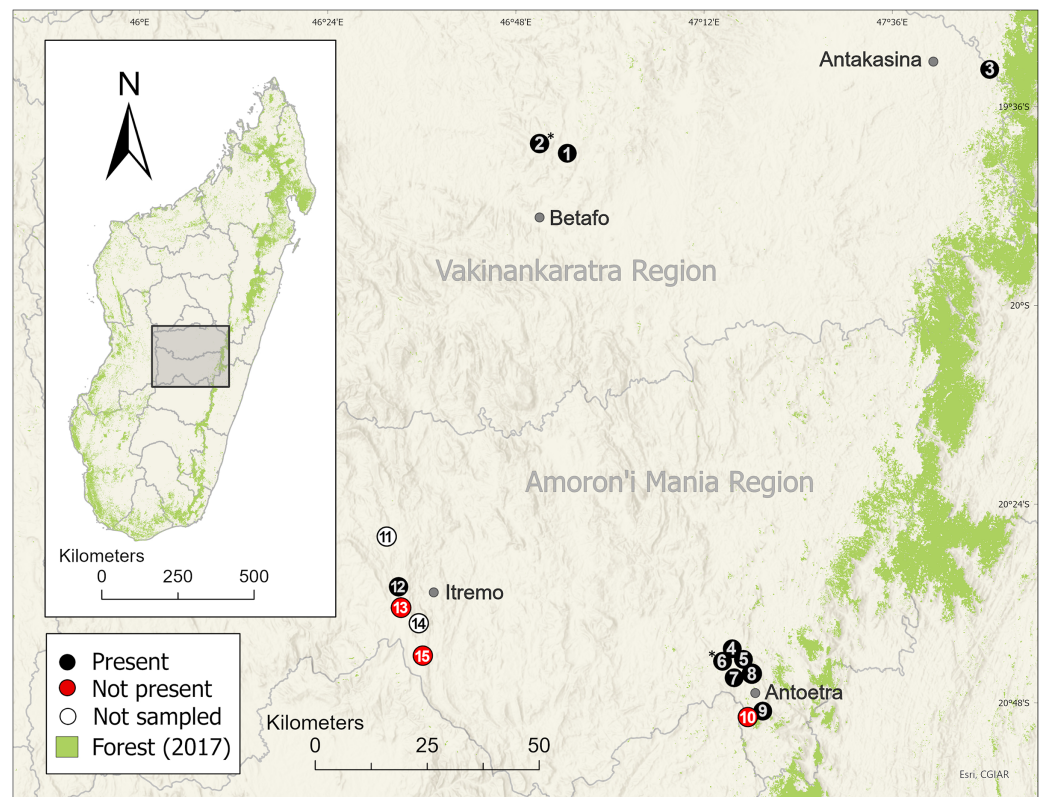 46°E 46°24'E 46°48'E 47°12'E 47°36'E
Antakasina
3
19°36'S
N
2*
1
Betafo
Vakinankaratra Region
20°S
Amoron'i Mania Region
20°24'S
11
Kilometers
0 250 500
12
Itremo
13
14
15
4
*6 5
7 8
Antoetra
20°48'S
9
10
Present
Not present
Not sampled
Forest (2017)
Kilometers
0 25 50
Esri, CGIAR